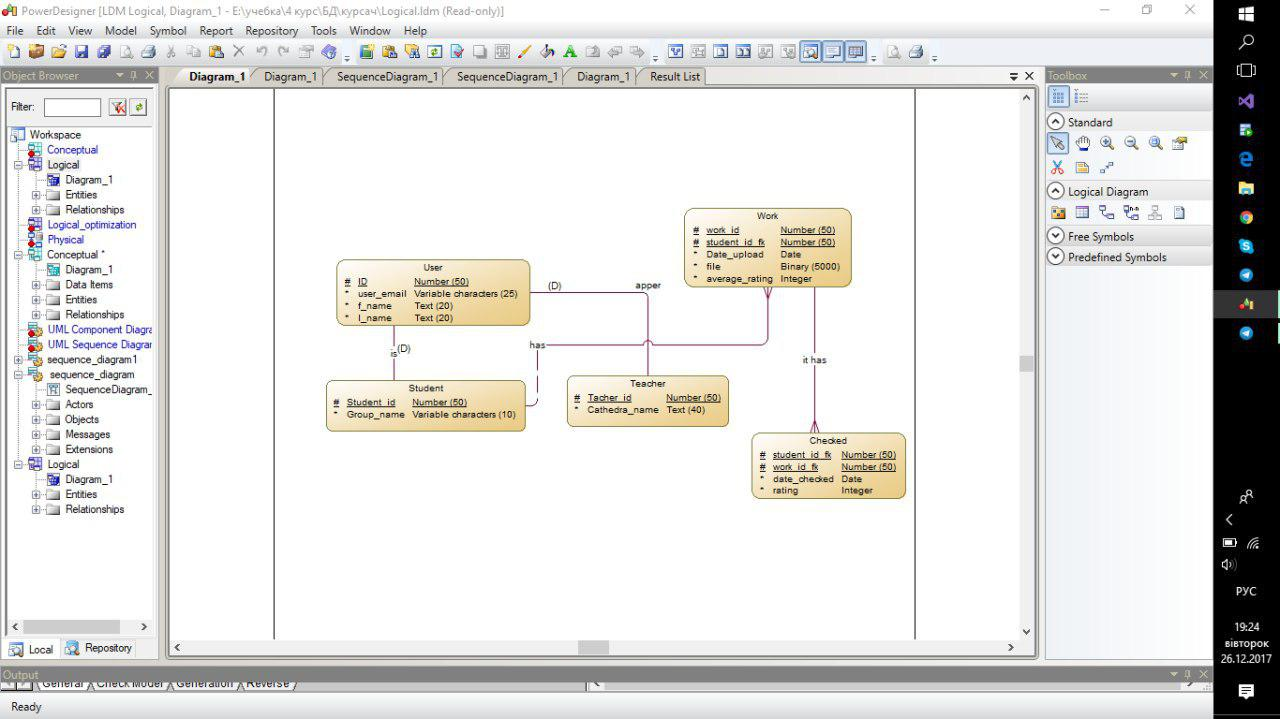 PowerDesigner [LDM Logical, Diagram_1 - E:\учебка\4 курс\БД\курсач\Logical.ldm (Read-only)]
File Edit View Model Symbol Report Repository Tools Window Help
Object Browser
Filter:
Workspace
Conceptual
Logical
Diagram_1
Entities
Relationships
Logical_optimization
Physical
Conceptual *
Diagram_1
Data Items
Entities
Relationships
UML Component Diagra
UML Sequence Diagrar
sequence_diagram1
sequence_diagram
SequenceDiagram_
Actors
Objects
Messages
Extensions
Logical
Diagram_1
Entities
Relationships
Local Repository
Diagram_1 Diagram_1 SequenceDiagram_1 SequenceDiagram_1 Diagram_1 Result List
Work
# work_id Number (50)
# student_id_fk Number (50)
* Date_upload Date
* file Binary (5000)
* average_rating Integer
User
# ID Number (50)
* user_email Variable characters (25)
* f_name Text (20)
* l_name Text (20)
(D) apper
is (D)
has
it has
Student
# Student_id Number (50)
* Group_name Variable characters (10)
Teacher
# Tacher_id Number (50)
* Cathedra_name Text (40)
Checked
# student_id_fk Number (50)
# work_id_fk Number (50)
* date_checked Date
* rating Integer
Toolbox
Standard
Logical Diagram
Free Symbols
Predefined Symbols
Output
General Check Model Generation Reverse
Ready
РУС
19:24
вівторок
26.12.2017